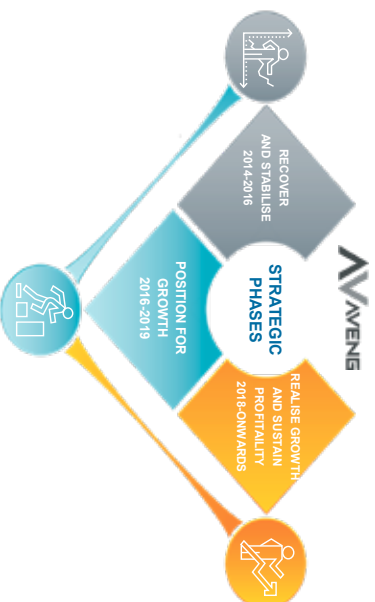 AVENG
STRATEGIC
PHASES
RECOVER
AND STABILISE
2014-2016
POSITION FOR
GROWTH
2016-2019
REALISE GROWTH
AND SUSTAIN
PROFITAILITY
2018-ONWARDS